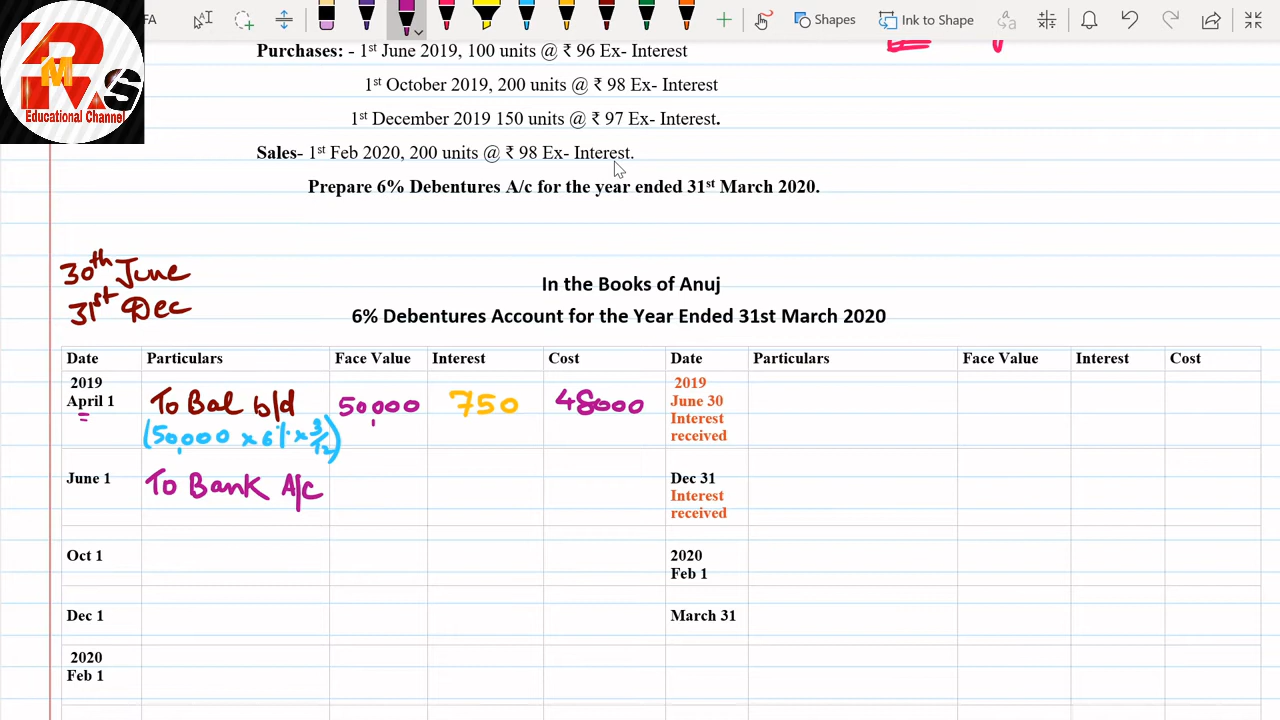 FA
Shapes
Ink to Shape
RMS
Educational Channel
Purchases: - 1st June 2019, 100 units @ ₹ 96 Ex- Interest
1st October 2019, 200 units @ ₹ 98 Ex- Interest
1st December 2019 150 units @ ₹ 97 Ex- Interest.
Sales- 1st Feb 2020, 200 units @ ₹ 98 Ex- Interest.
Prepare 6% Debentures A/c for the year ended 31st March 2020.
30th June
31st Dec
In the Books of Anuj
6% Debentures Account for the Year Ended 31st March 2020
Date Particulars Face Value Interest Cost Date Particulars Face Value Interest Cost
2019
April 1 To Bal b/d 50,000 750 48000
(50,000 x 6% x 3/12)
2019
June 30
Interest
received
June 1 To Bank A/c
Dec 31
Interest
received
Oct 1
2020
Feb 1
Dec 1 March 31
2020
Feb 1